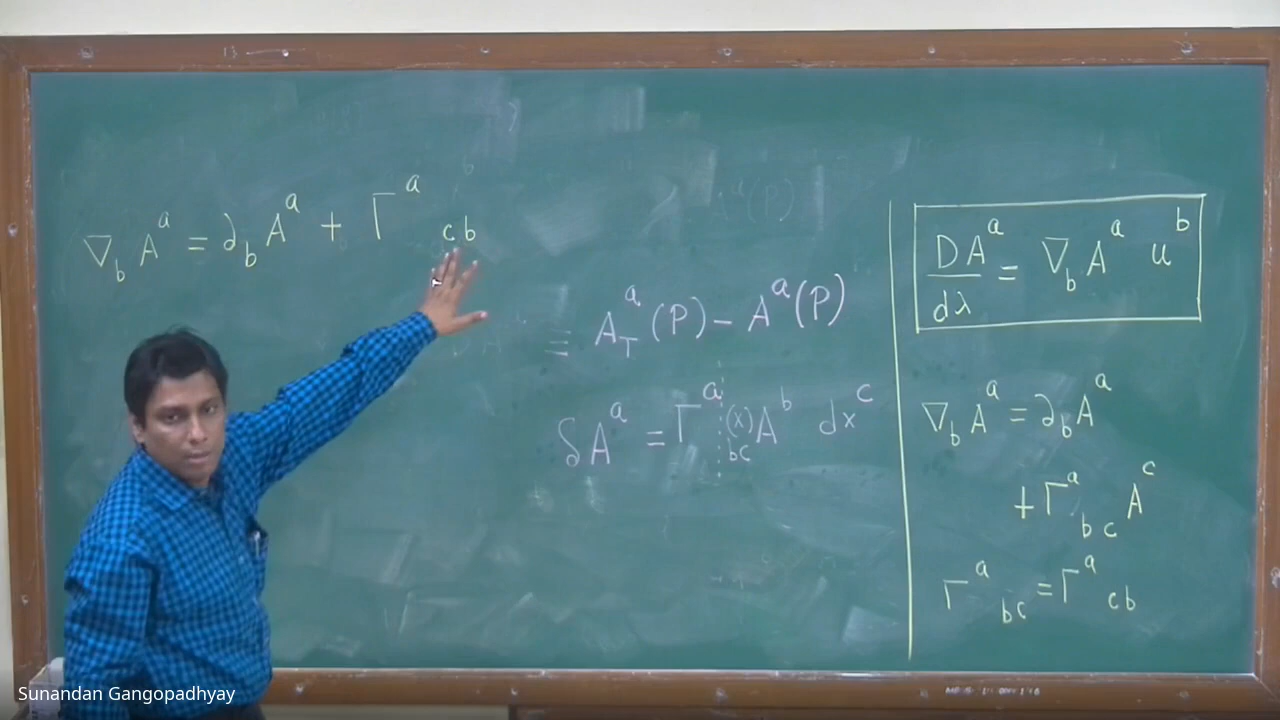 ∇_b A^a = ∂_b A^a + Γ^a_cb
≡ A_T^a (P) − A^a (P)
δA^a = Γ^a_bc (x) A^b dx^c
DA^a/dλ = ∇_b A^a u^b
∇_b A^a = ∂_b A^a
+ Γ^a_bc A^c
Γ^a_bc = Γ^a_cb
Sunandan Gangopadhyay